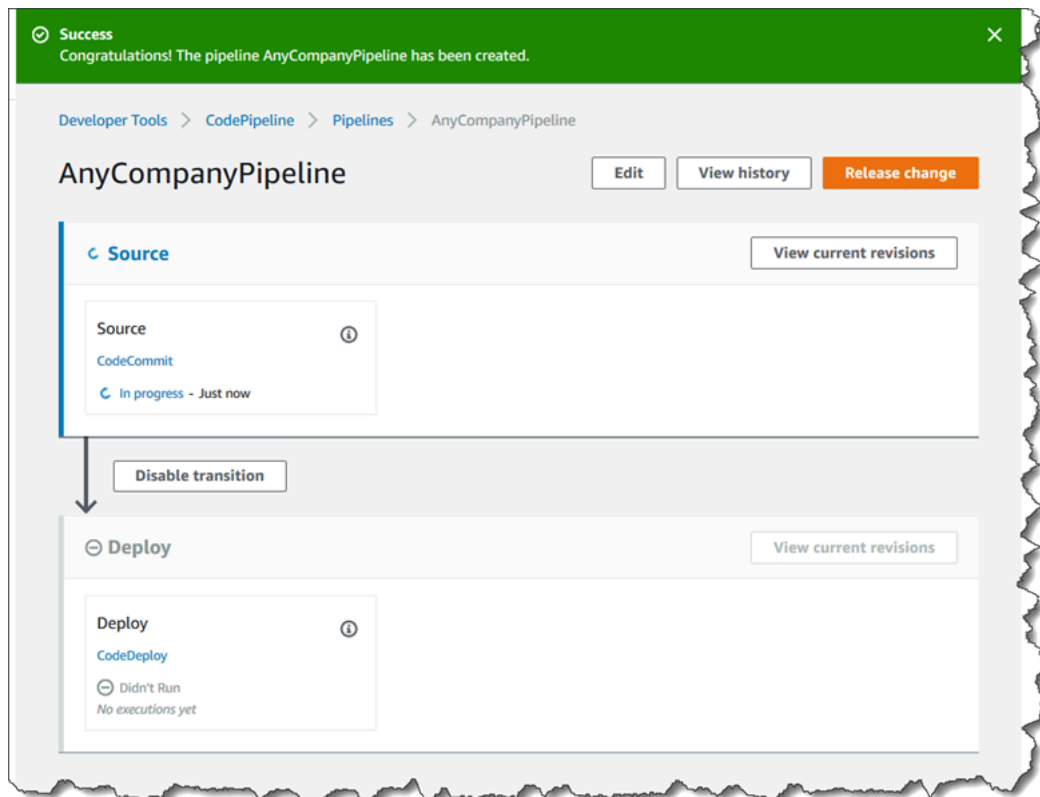 Success
Congratulations! The pipeline AnyCompanyPipeline has been created.
Developer Tools > CodePipeline > Pipelines > AnyCompanyPipeline
AnyCompanyPipeline
Edit
View history
Release change
Source
View current revisions
Source
CodeCommit
In progress - Just now
Disable transition
Deploy
View current revisions
Deploy
CodeDeploy
Didn't Run
No executions yet